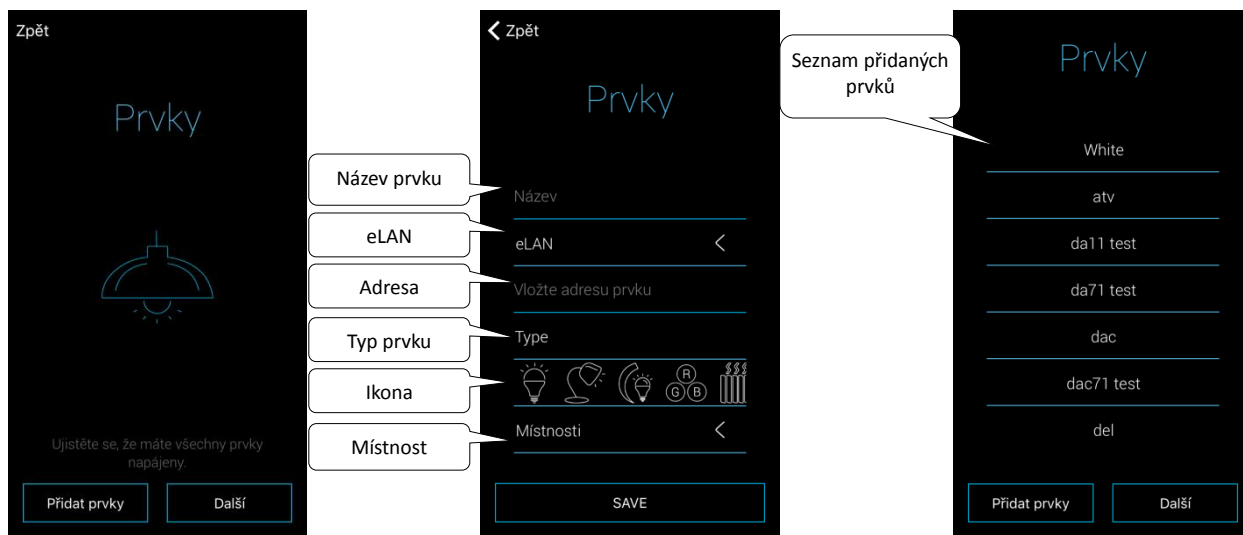 Zpět
Prvky
Ujistěte se, že máte všechny prvky
napájeny.
Přidat prvky
Další
Název prvku
eLAN
Adresa
Typ prvku
Ikona
Místnost
Zpět
Prvky
Název
eLAN
Vložte adresu prvku
Type
R
G B
Místnosti
SAVE
Seznam přidaných
prvků
Prvky
White
atv
da11 test
da71 test
dac
dac71 test
del
Přidat prvky
Další